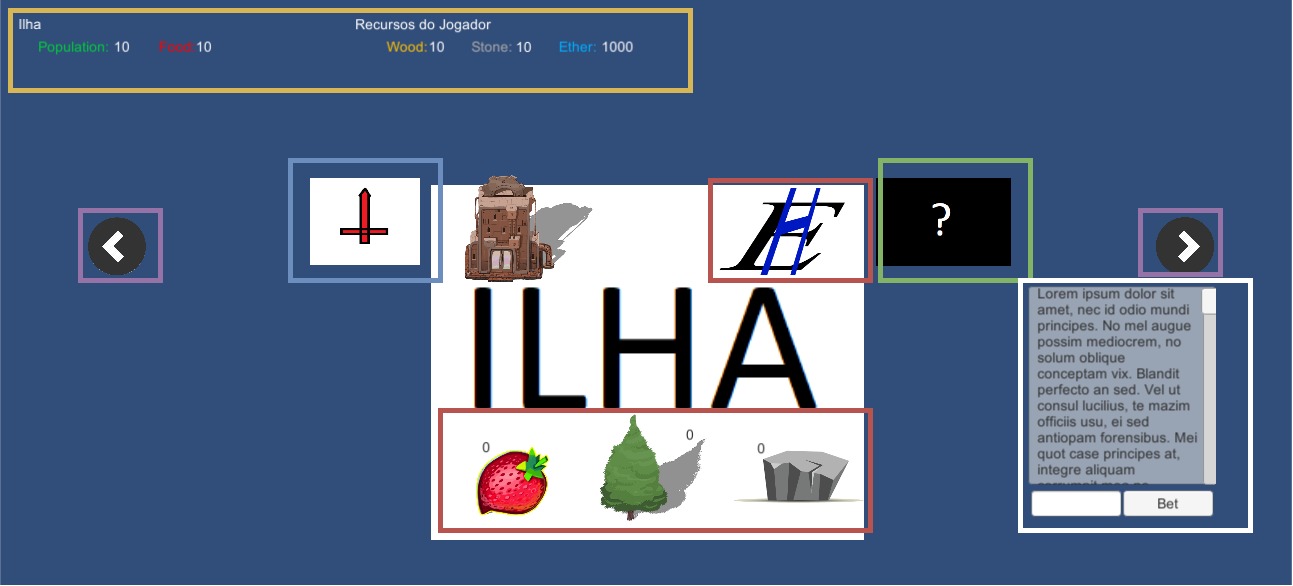 Ilha
Recursos do Jogador
Population: 10 Food: 10
Wood: 10 Stone: 10 Ether: 1000
?
E
ILHA
0
0
0
Lorem ipsum dolor sit
amet, nec id odio mundi
principes. No mel augue
possim mediocrem, no
solum oblique
conceptam vix. Blandit
perfecto an sed. Vel ut
consul lucilius, te mazim
officiis usu, ei sed
antiopam forensibus. Mei
quot case principes at,
integre aliquam
Bet